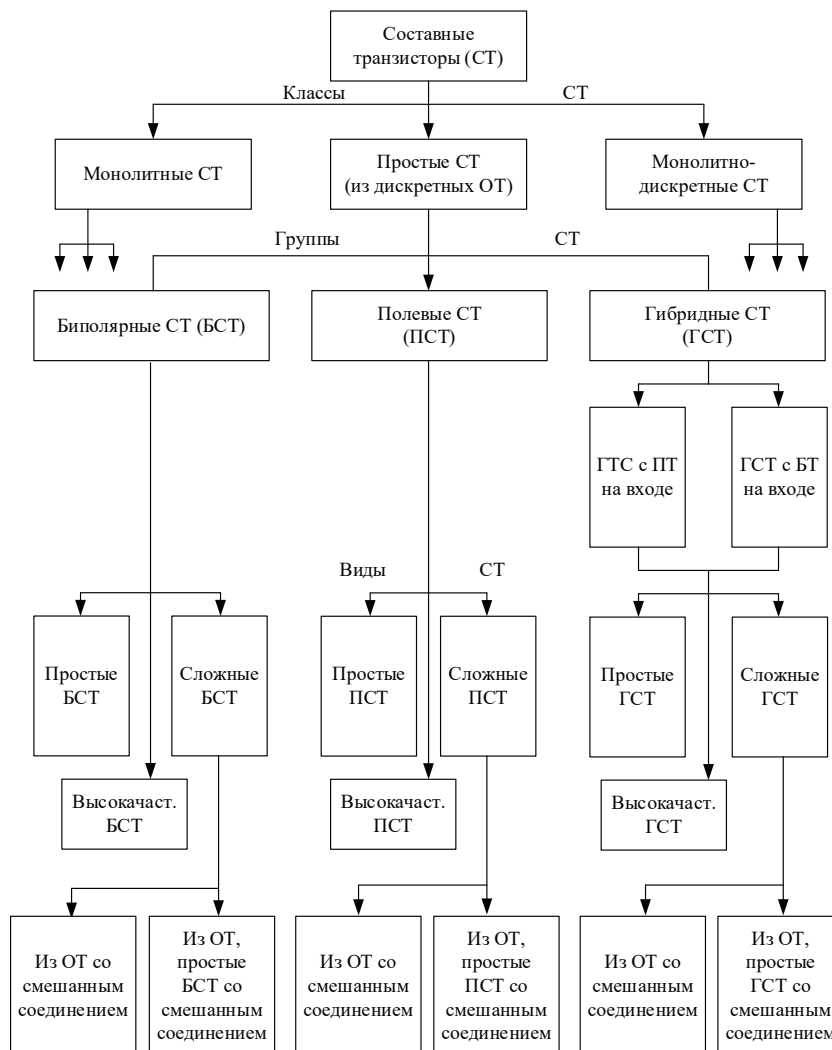 Составные
транзисторы (СТ)
Классы СТ
Монолитные СТ
Простые СТ
(из дискретных ОТ)
Монолитно-
дискретные СТ
Группы СТ
Биполярные СТ (БСТ)
Полевые СТ
(ПСТ)
Гибридные СТ
(ГСТ)
ГТС с ПТ
на входе
ГСТ с БТ
на входе
Виды СТ
Простые
БСТ
Сложные
БСТ
Простые
ПСТ
Сложные
ПСТ
Простые
ГСТ
Сложные
ГСТ
Высокачаст.
БСТ
Высокачаст.
ПСТ
Высокачаст.
ГСТ
Из ОТ со
смешанным
соединением
Из ОТ,
простые
БСТ со
смешанным
соединением
Из ОТ со
смешанным
соединением
Из ОТ,
простые
ПСТ со
смешанным
соединением
Из ОТ со
смешанным
соединением
Из ОТ,
простые
ГСТ со
смешанным
соединением